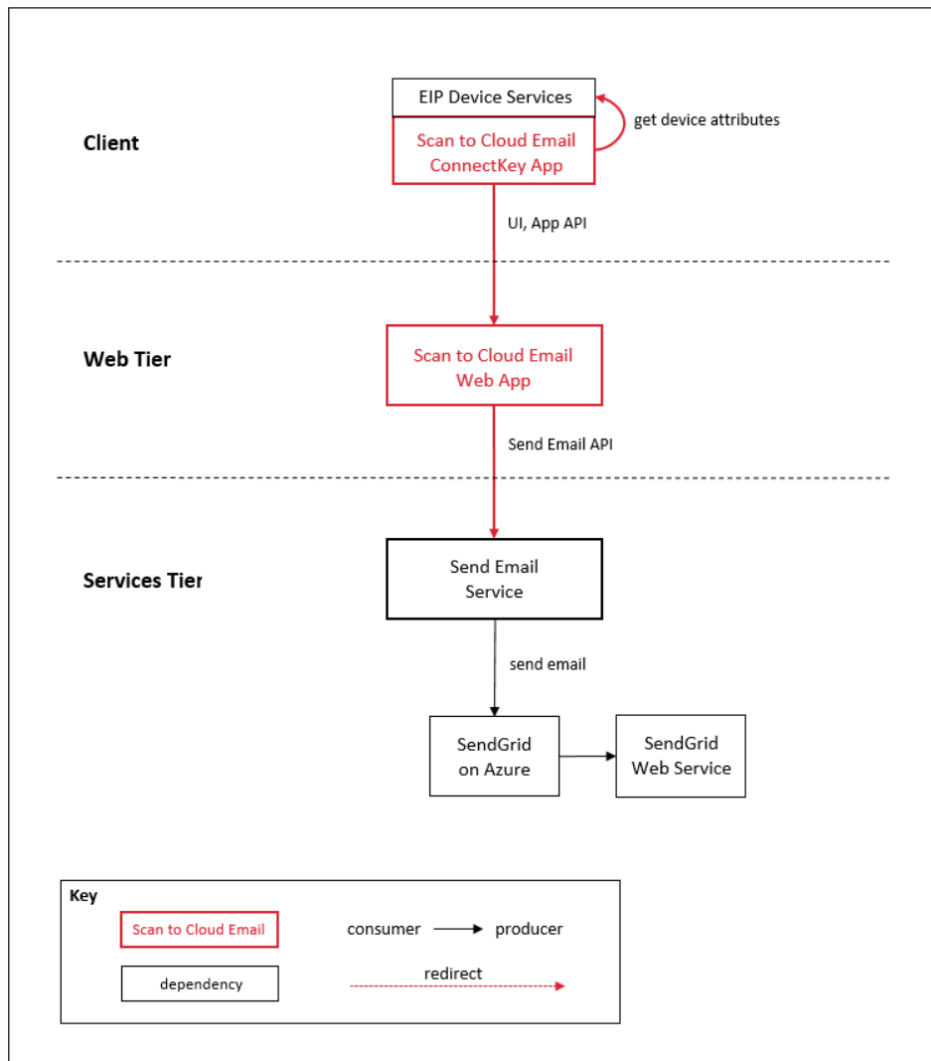 EIP Device Services
get device attributes
Client
Scan to Cloud Email
ConnectKey App
UI, App API
Web Tier
Scan to Cloud Email
Web App
Send Email API
Services Tier
Send Email
Service
send email
SendGrid
on Azure
SendGrid
Web Service
Key
Scan to Cloud Email
consumer
producer
dependency
redirect